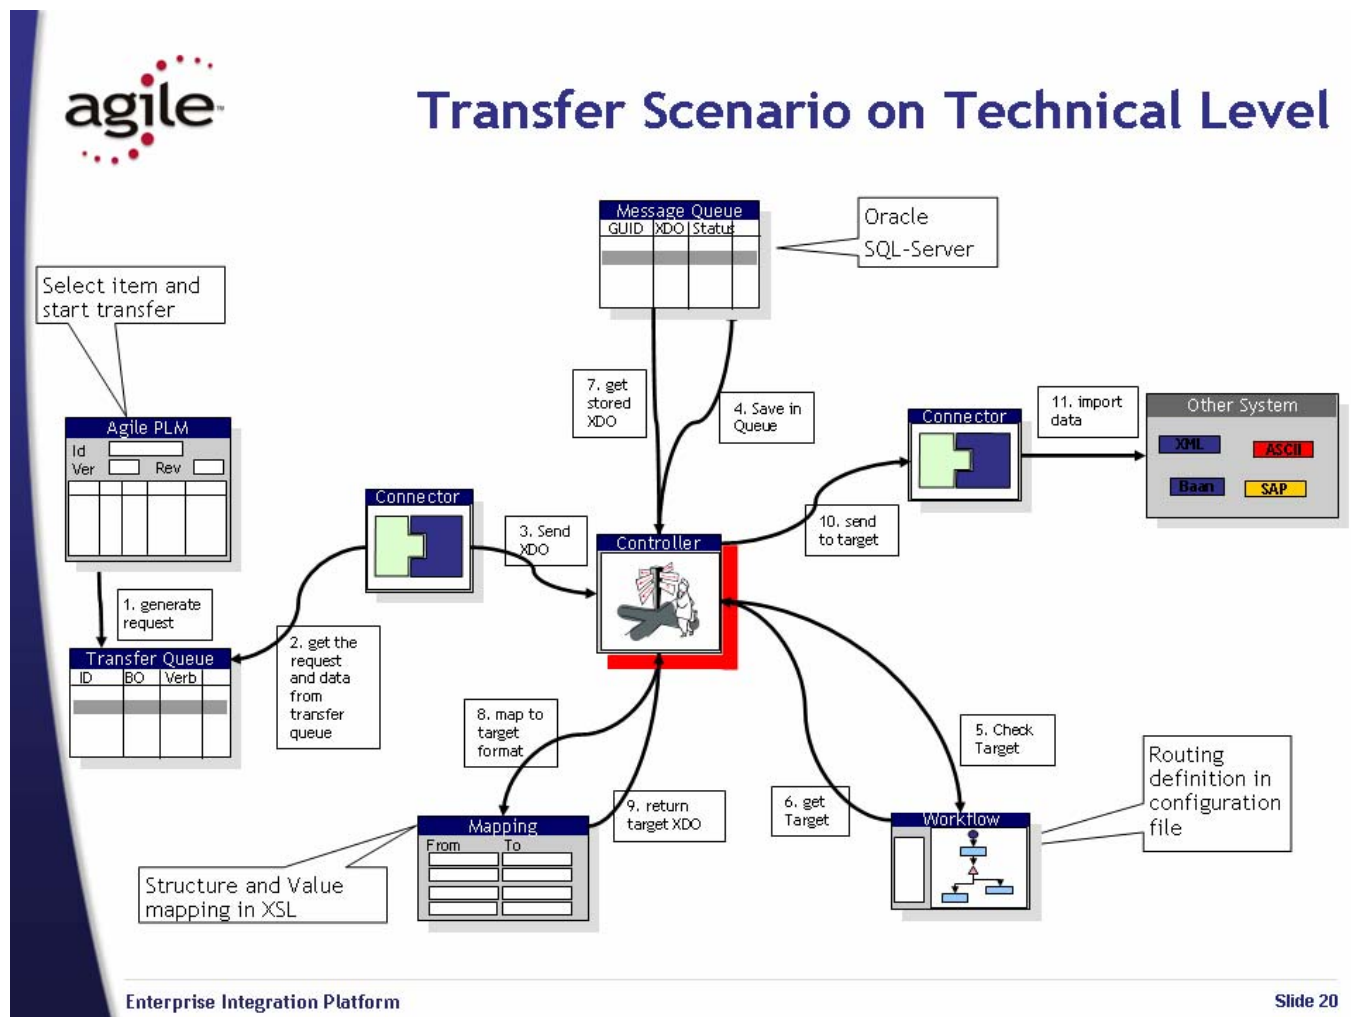 agile™
Transfer Scenario on Technical Level
Message Queue
GUID XDO Status
Oracle
SQL-Server
Select item and
start transfer
7. get
stored
XDO
4. Save in
Queue
11. import
data
Other System
XML
ASCII
Baan
SAP
Connector
Agile PLM
Id
Ver Rev
Connector
3. Send
XDO
10. send
to target
Controller
1. generate
request
2. get the
request
and data
from
transfer
queue
Transfer Queue
ID BO Verb
8. map to
target
format
5. Check
Target
Routing
definition in
configuration
file
9. return
target XDO
6. get
Target
Mapping
From To
Workflow
Structure and Value
mapping in XSL
Enterprise Integration Platform
Slide 20